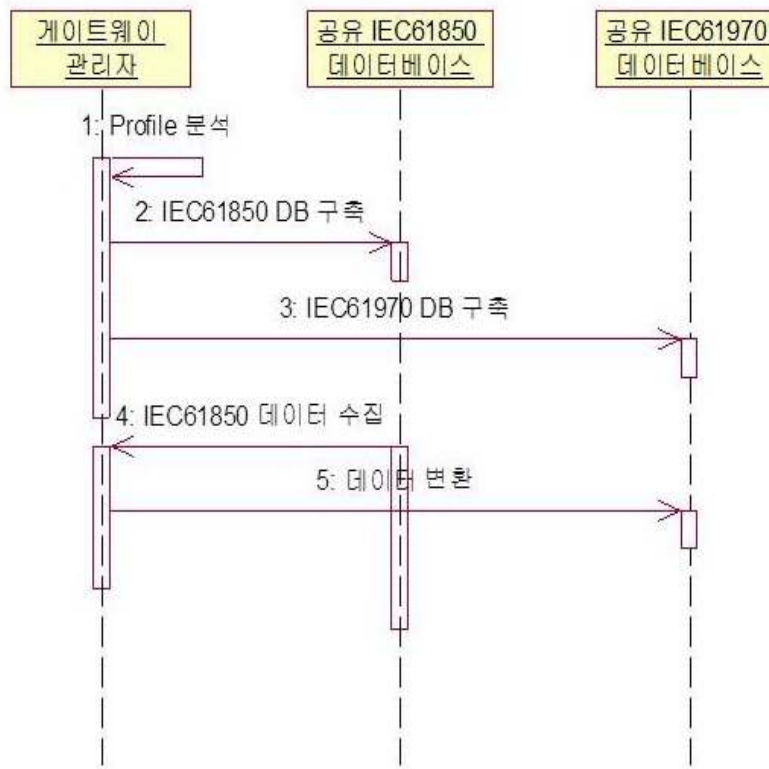 게이트웨이
관리자
공유 IEC61850
데이터베이스
공유 IEC61970
데이터베이스
1: Profile 분석
2: IEC61850 DB 구축
3: IEC61970 DB 구축
4: IEC61850 데이터 수집
5: 데이터 변환